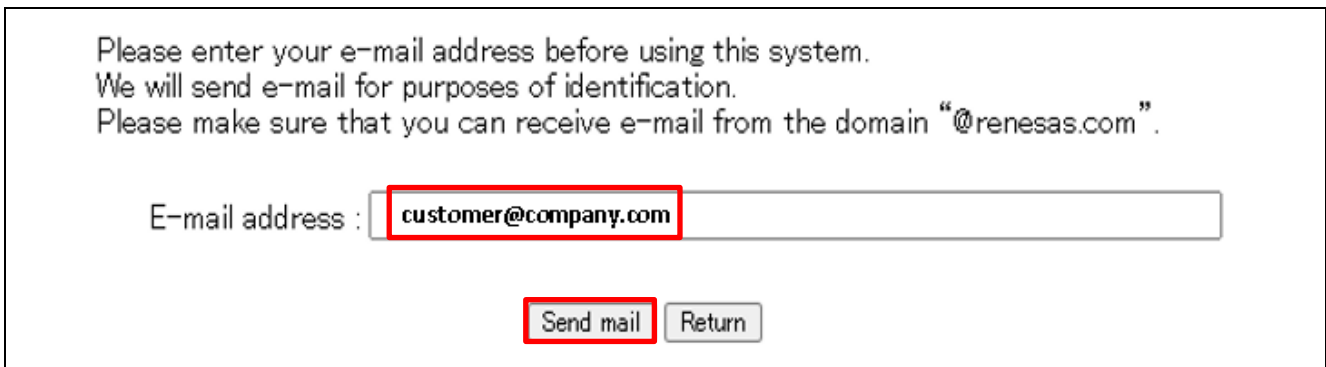 Please enter your e-mail address before using this system.
We will send e-mail for purposes of identification.
Please make sure that you can receive e-mail from the domain “@renesas.com”.
E-mail address : customer@company.com
Send mail Return